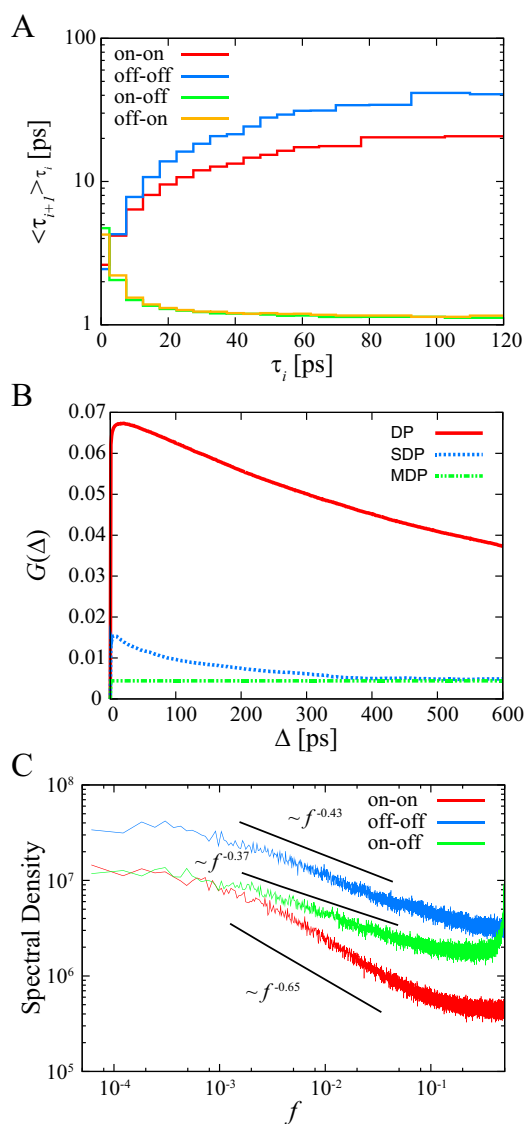 A
on-on
off-off
on-off
off-on
<τi+1>τi [ps]
100
10
1
0 20 40 60 80 100 120
τi [ps]
B
DP
SDP
MDP
G(Δ)
0.07
0.06
0.05
0.04
0.03
0.02
0.01
0
0 100 200 300 400 500 600
Δ [ps]
C
on-on
off-off
on-off
~ f^-0.43
~ f^-0.37
~ f^-0.65
Spectral Density
10^8
10^7
10^6
10^5
10^-4 10^-3 10^-2 10^-1
f